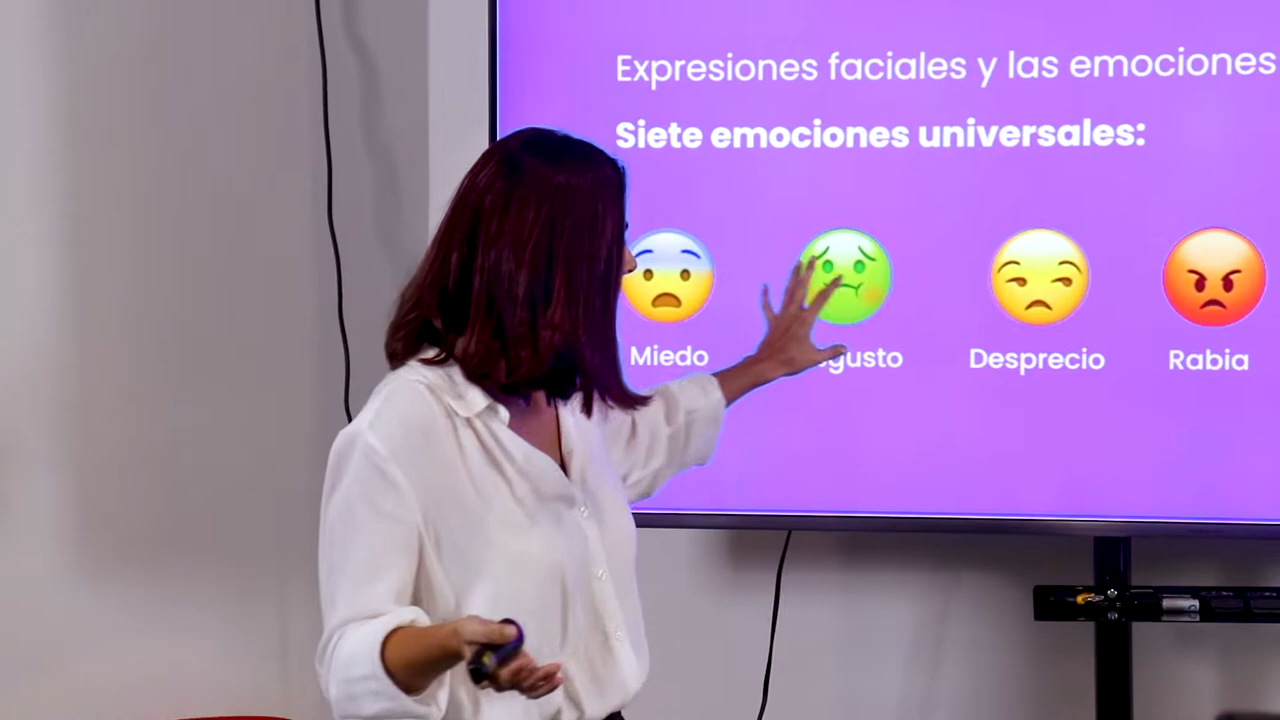 Expresiones faciales y las emociones
Siete emociones universales:
Miedo
Desprecio
Rabia